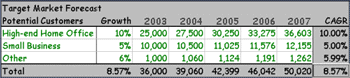 Target Market Forecast
Potential Customers Growth 2003 2004 2005 2006 2007 CAGR
High-end Home Office 10% 25,000 27,500 30,250 33,275 36,603 10.00%
Small Business 5% 10,000 10,500 11,025 11,576 12,155 5.00%
Other 6% 1,000 1,060 1,124 1,191 1,262 5.99%
Total 8.57% 36,000 39,060 42,399 46,042 50,020 8.57%